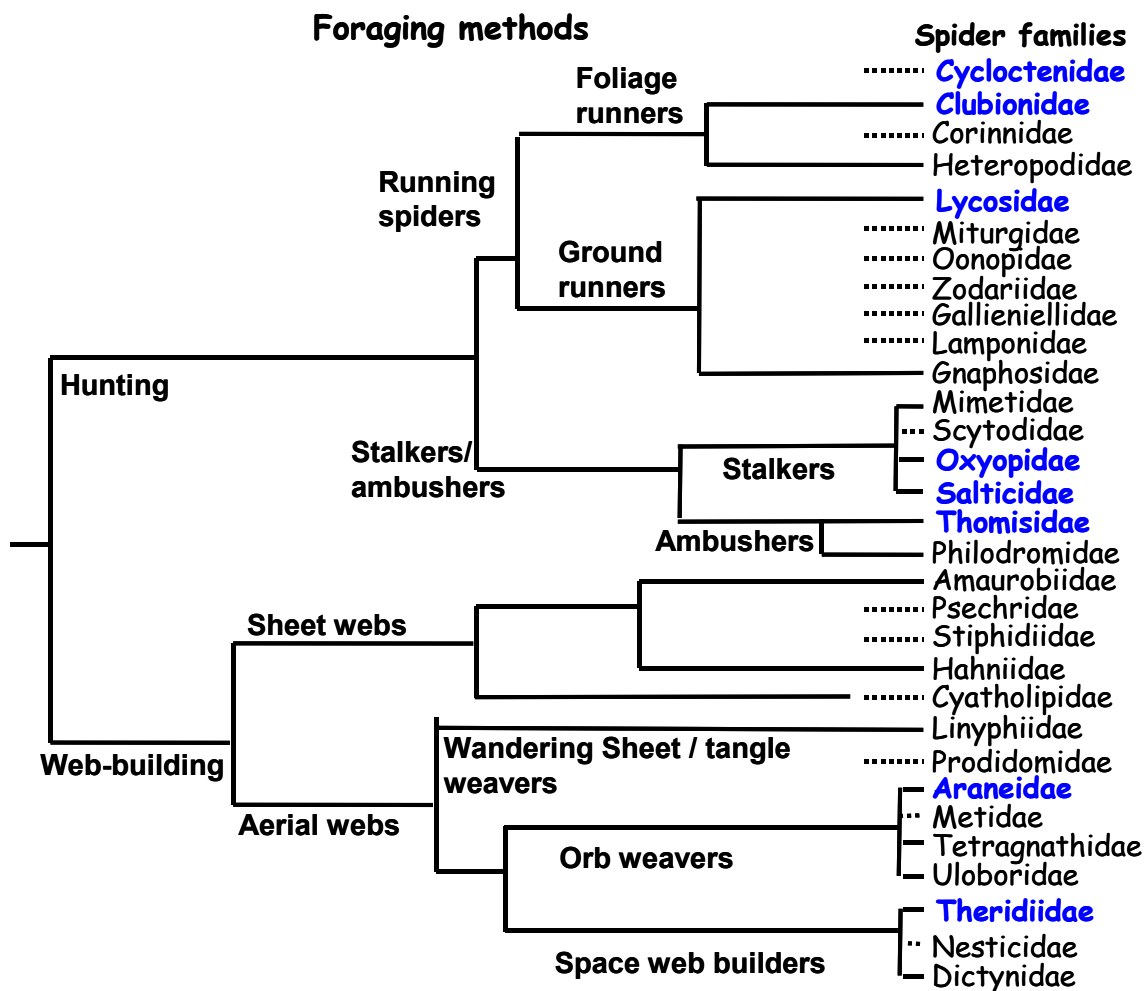 Foraging methods
Spider families
Cycloctenidae
Foliage
runners
Clubionidae
Corinnidae
Heteropodidae
Running
spiders
Lycosidae
Miturgidae
Ground
runners
Oonopidae
Zodariidae
Gallieniellidae
Lamponidae
Gnaphosidae
Hunting
Mimetidae
Scytodidae
Stalkers/
ambushers
Stalkers
Oxyopidae
Salticidae
Thomisidae
Ambushers
Philodromidae
Amaurobiidae
Psechridae
Sheet webs
Stiphidiidae
Hahniidae
Cyatholipidae
Linyphiidae
Web-building
Wandering Sheet / tangle
weavers
Prodidomidae
Araneidae
Aerial webs
Metidae
Tetragnathidae
Orb weavers
Uloboridae
Theridiidae
Nesticidae
Space web builders
Dictynidae